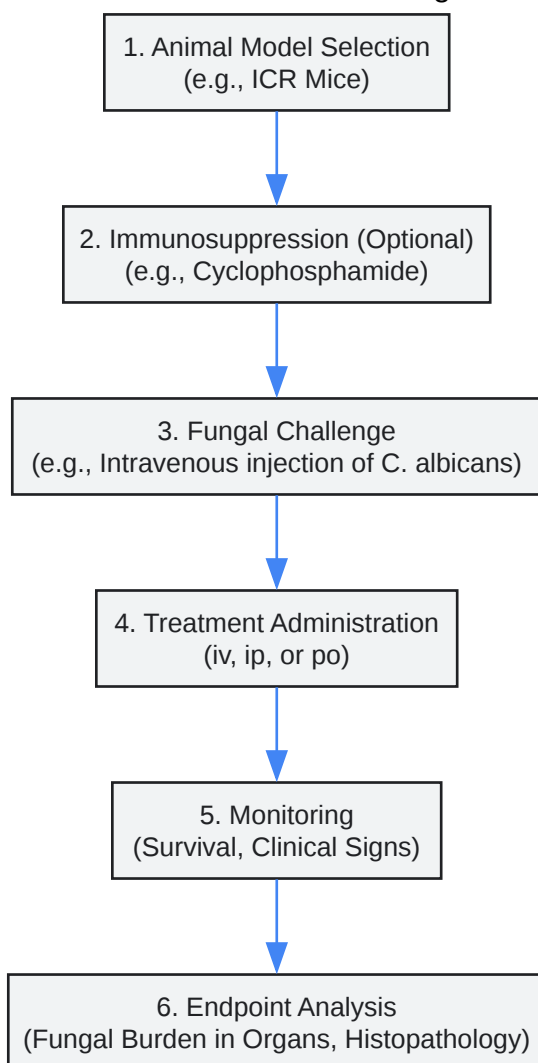 1. Animal Model Selection
(e.g., ICR Mice)
2. Immunosuppression (Optional)
(e.g., Cyclophosphamide)
3. Fungal Challenge
(e.g., Intravenous injection of C. albicans)
4. Treatment Administration
(iv, ip, or po)
5. Monitoring
(Survival, Clinical Signs)
6. Endpoint Analysis
(Fungal Burden in Organs, Histopathology)